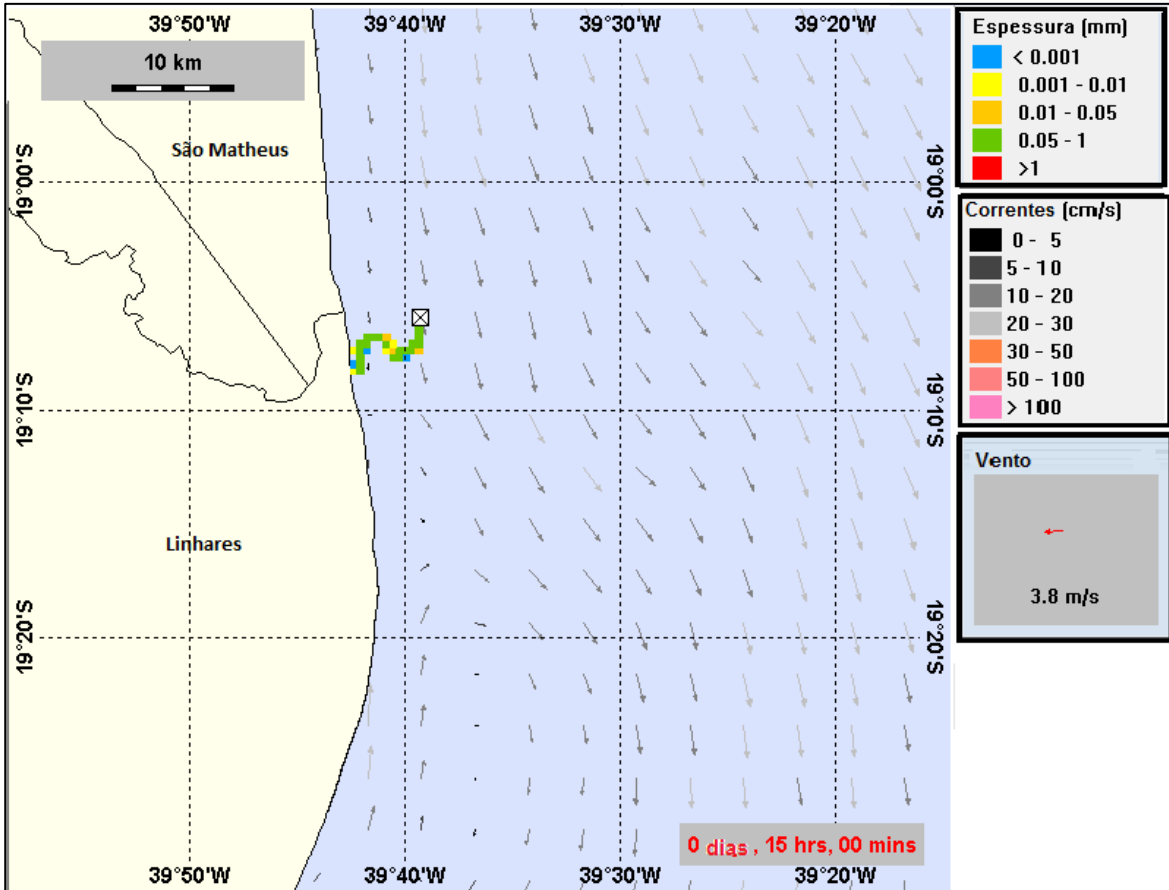 39°50'W
39°40'W
39°30'W
39°20'W
10 km
São Matheus
19°00'S
19°00'S
19°10'S
19°10'S
Linhares
19°20'S
19°20'S
0 dias , 15 hrs, 00 mins
39°50'W
39°40'W
39°30'W
39°20'W
Espessura (mm)
< 0.001
0.001 - 0.01
0.01 - 0.05
0.05 - 1
>1
Correntes (cm/s)
0 - 5
5 - 10
10 - 20
20 - 30
30 - 50
50 - 100
> 100
Vento
3.8 m/s